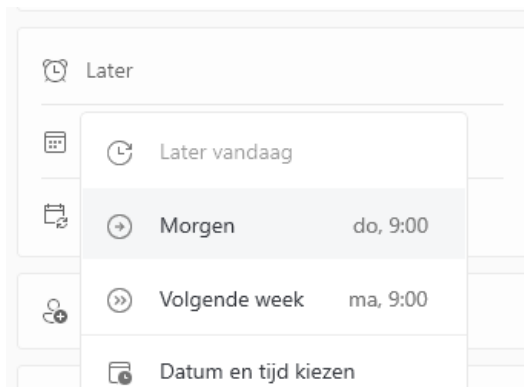 Later
Later vandaag
Morgen do, 9:00
Volgende week ma, 9:00
Datum en tijd kiezen